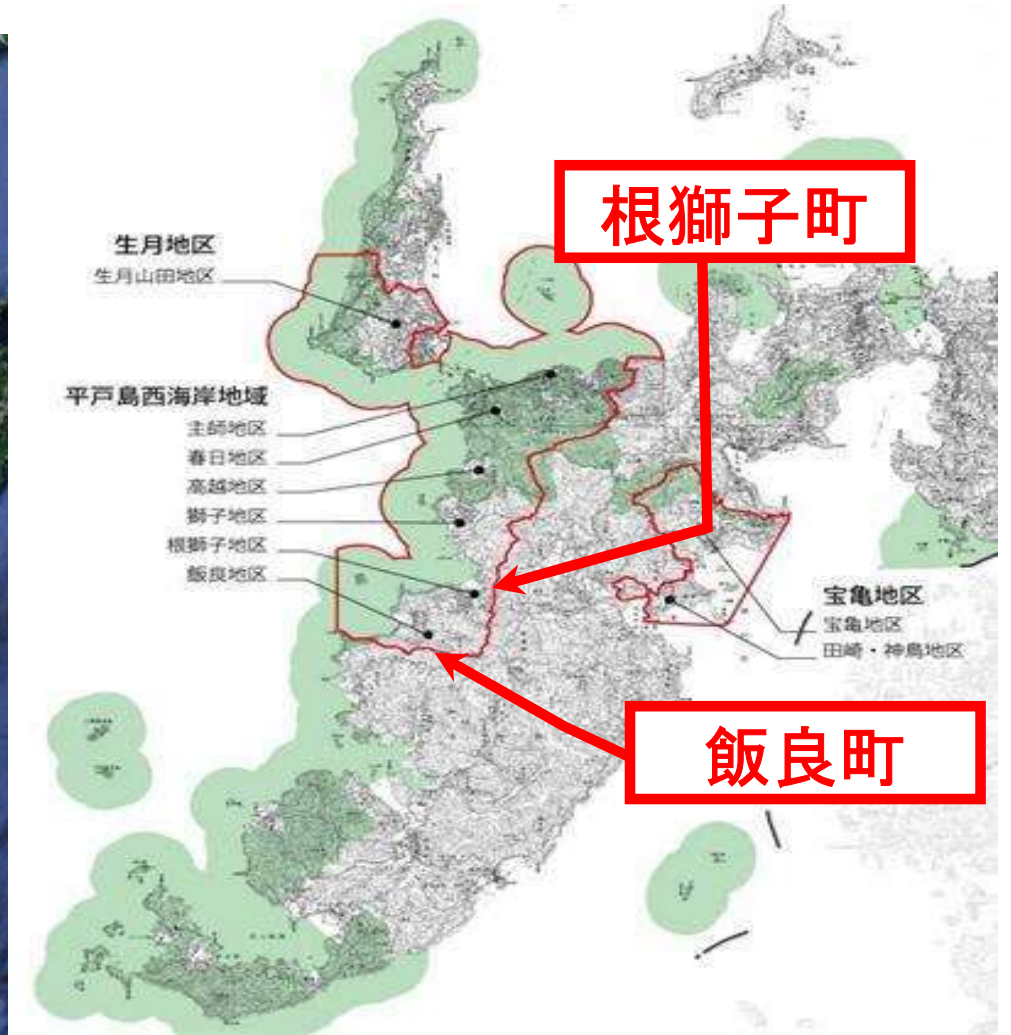 根獅子町
生月地区
生月山田地区
平戸島西海岸地域
主師地区
春日地区
高越地区
獅子地区
根獅子地区
飯良地区
宝亀地区
宝亀地区
田崎・神鳥地区
飯良町